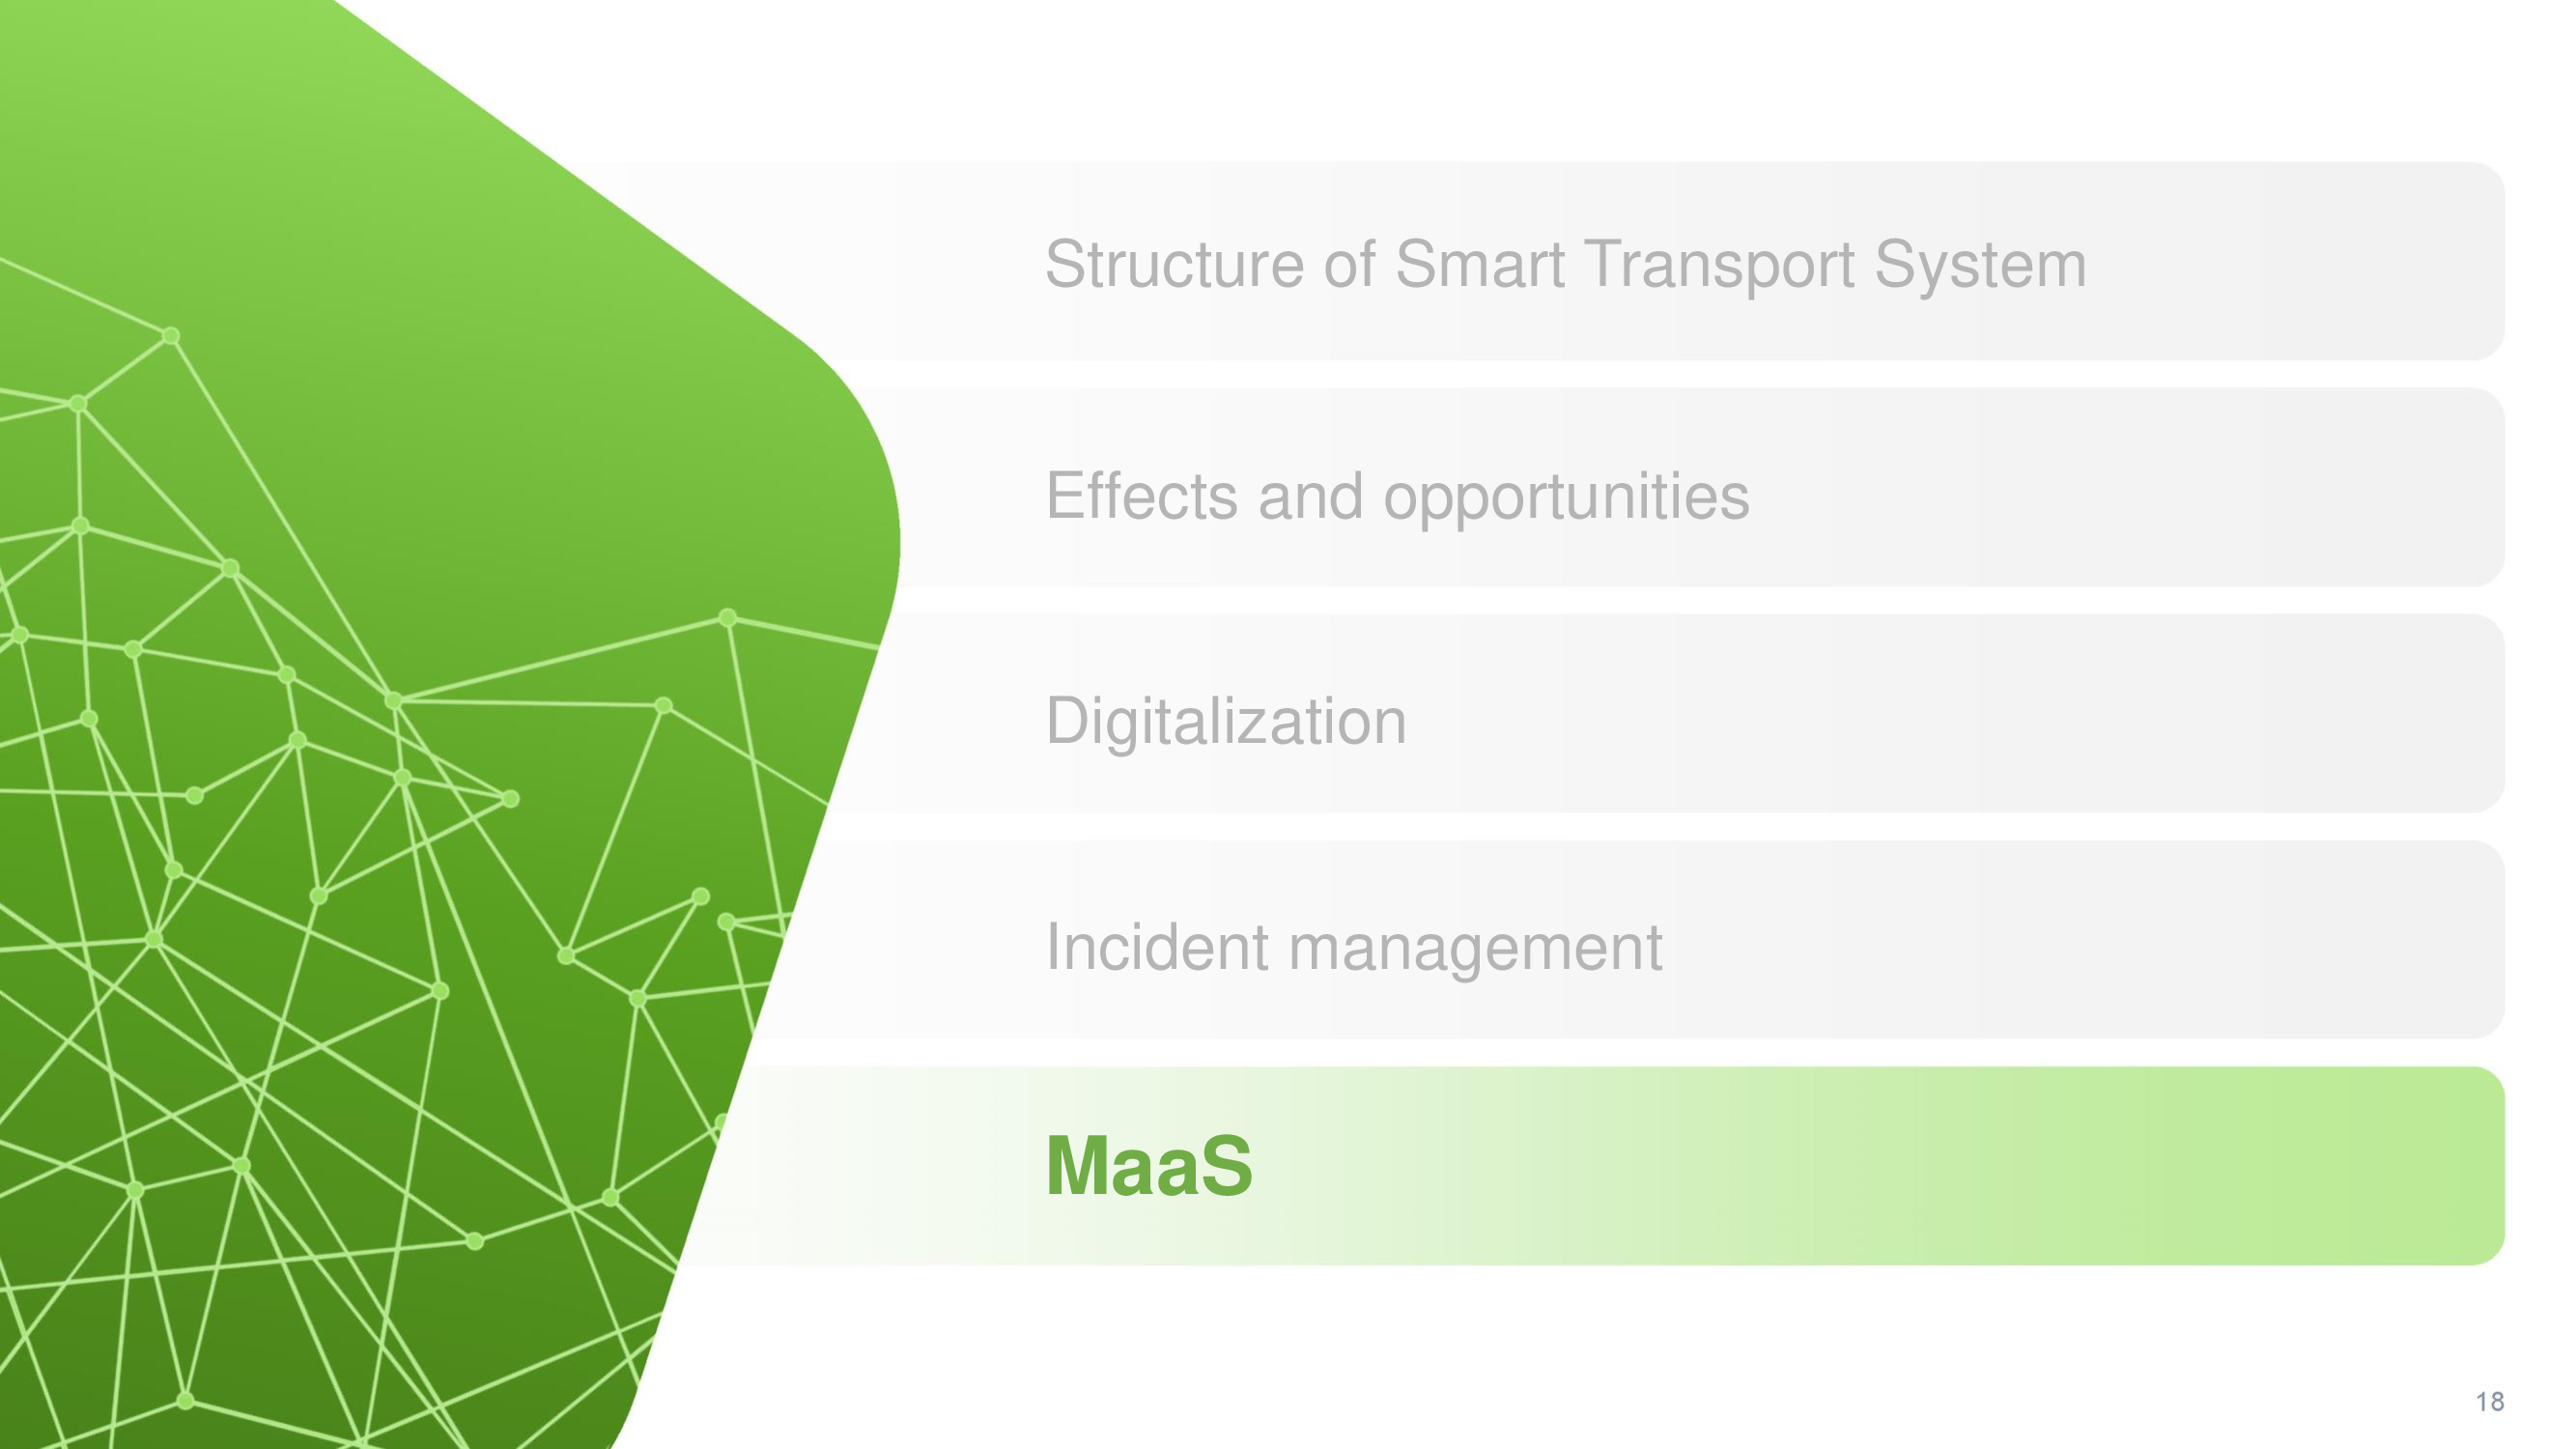 Structure of Smart Transport System
Effects and opportunities
Digitalization
Incident management
MaaS
18